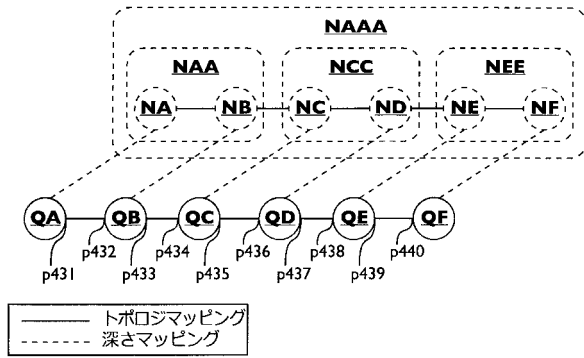 NAAA
NAA NCC NEE
NA NB NC ND NE NF
QA QB QC QD QE QF
p432 p434 p436 p438 p440
p431 p433 p435 p437 p439
トポロジマッピング
深さマッピング